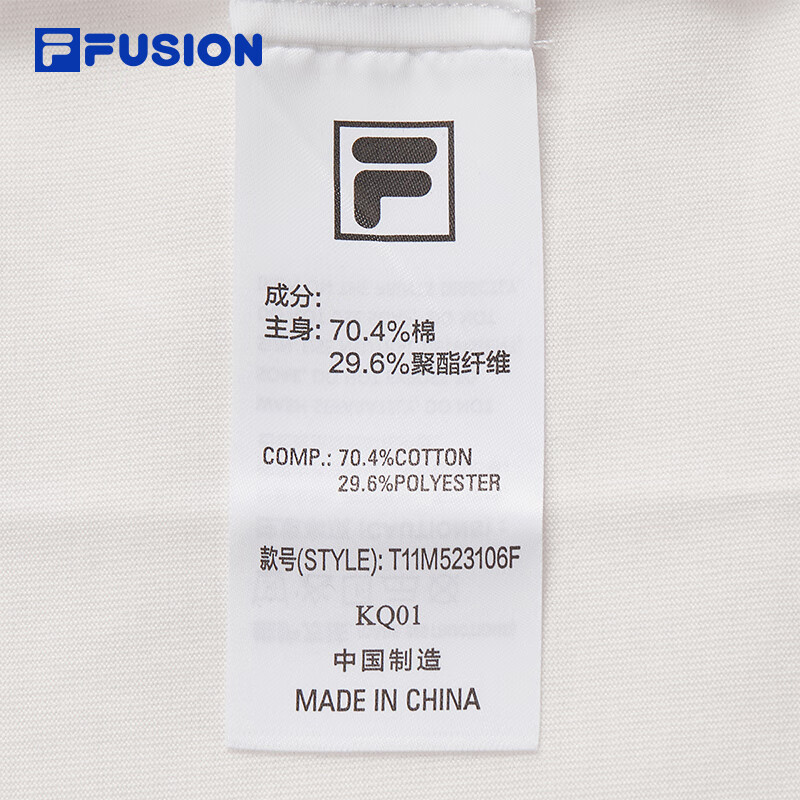 FUSION
成分:
主身: 70.4%棉
29.6%聚酯纤维
COMP.: 70.4%COTTON
29.6%POLYESTER
款号(STYLE): T11M523106F
KQ01
中国制造
MADE IN CHINA